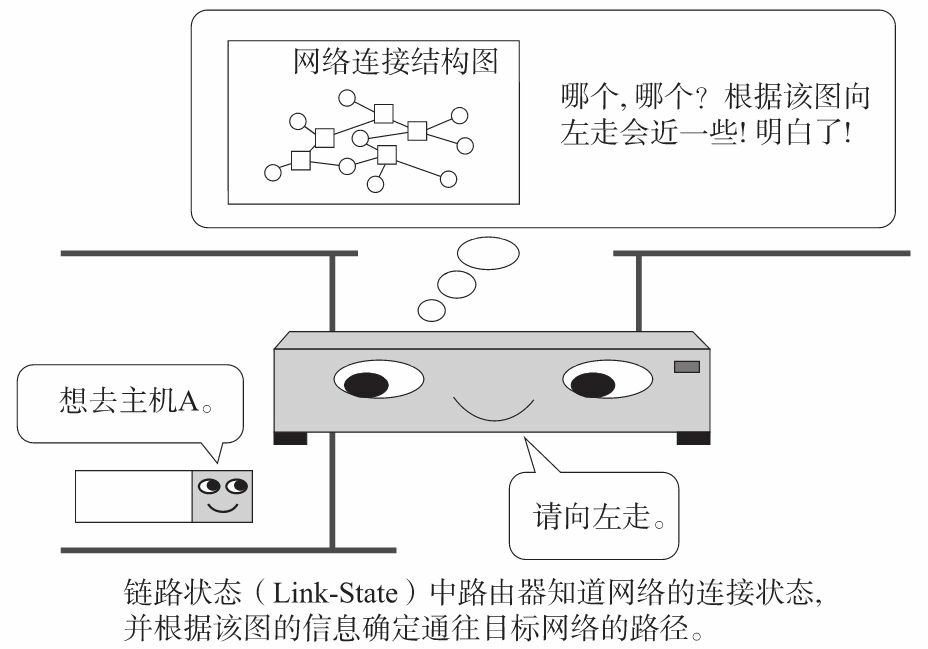 网络连接结构图
哪个, 哪个？根据该图向
左走会近一些! 明白了!
想去主机A。
请向左走。
链路状态（Link-State）中路由器知道网络的连接状态,
并根据该图的信息确定通往目标网络的路径。